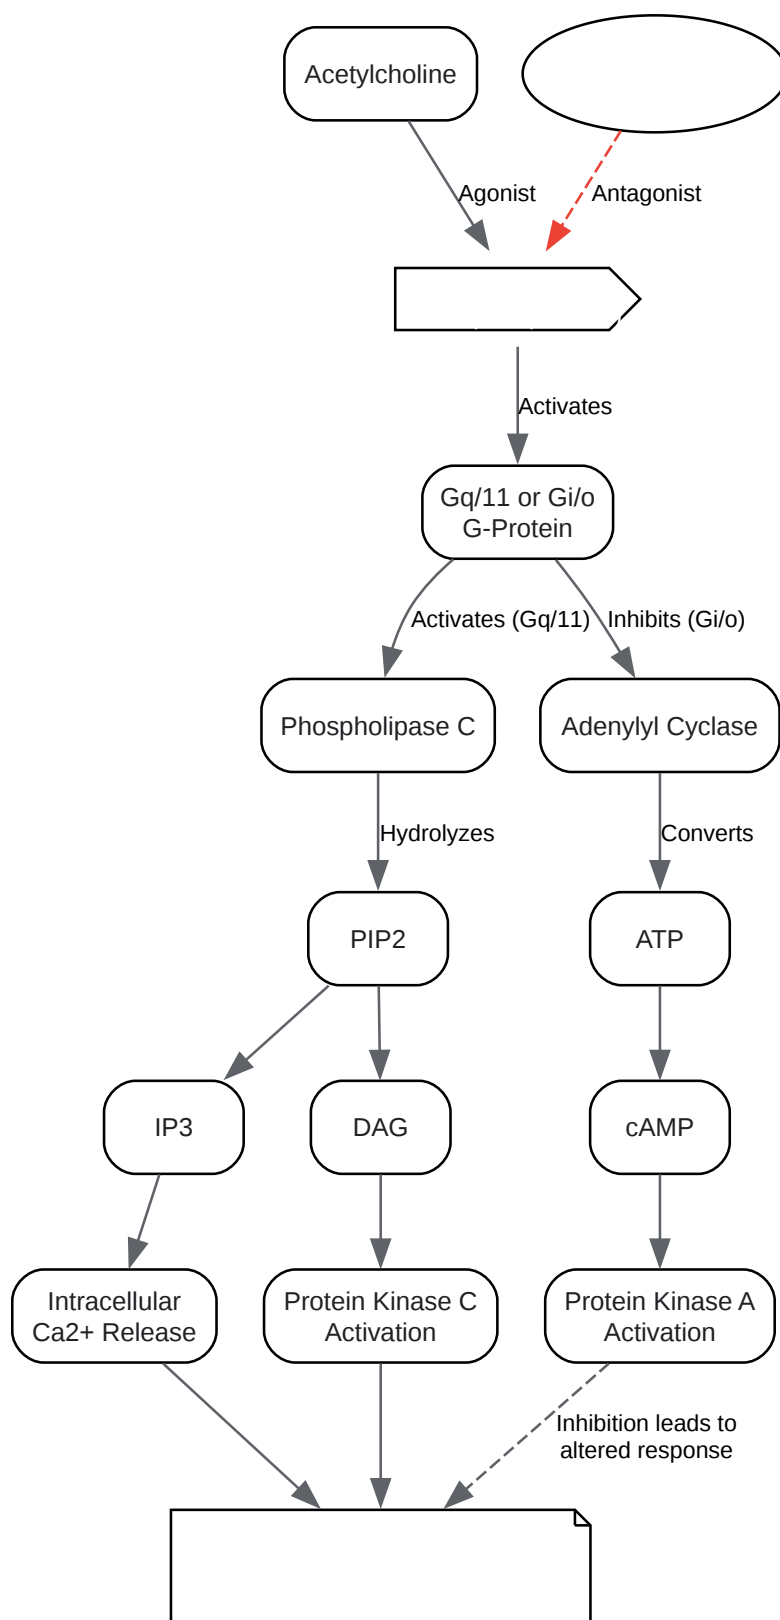 Acetylcholine
Agonist
Antagonist
Activates
Gq/11 or Gi/o
G-Protein
Activates (Gq/11)
Inhibits (Gi/o)
Phospholipase C
Adenylyl Cyclase
Hydrolyzes
Converts
PIP2
ATP
IP3
DAG
cAMP
Intracellular
Ca2+ Release
Protein Kinase C
Activation
Protein Kinase A
Activation
Inhibition leads to
altered response